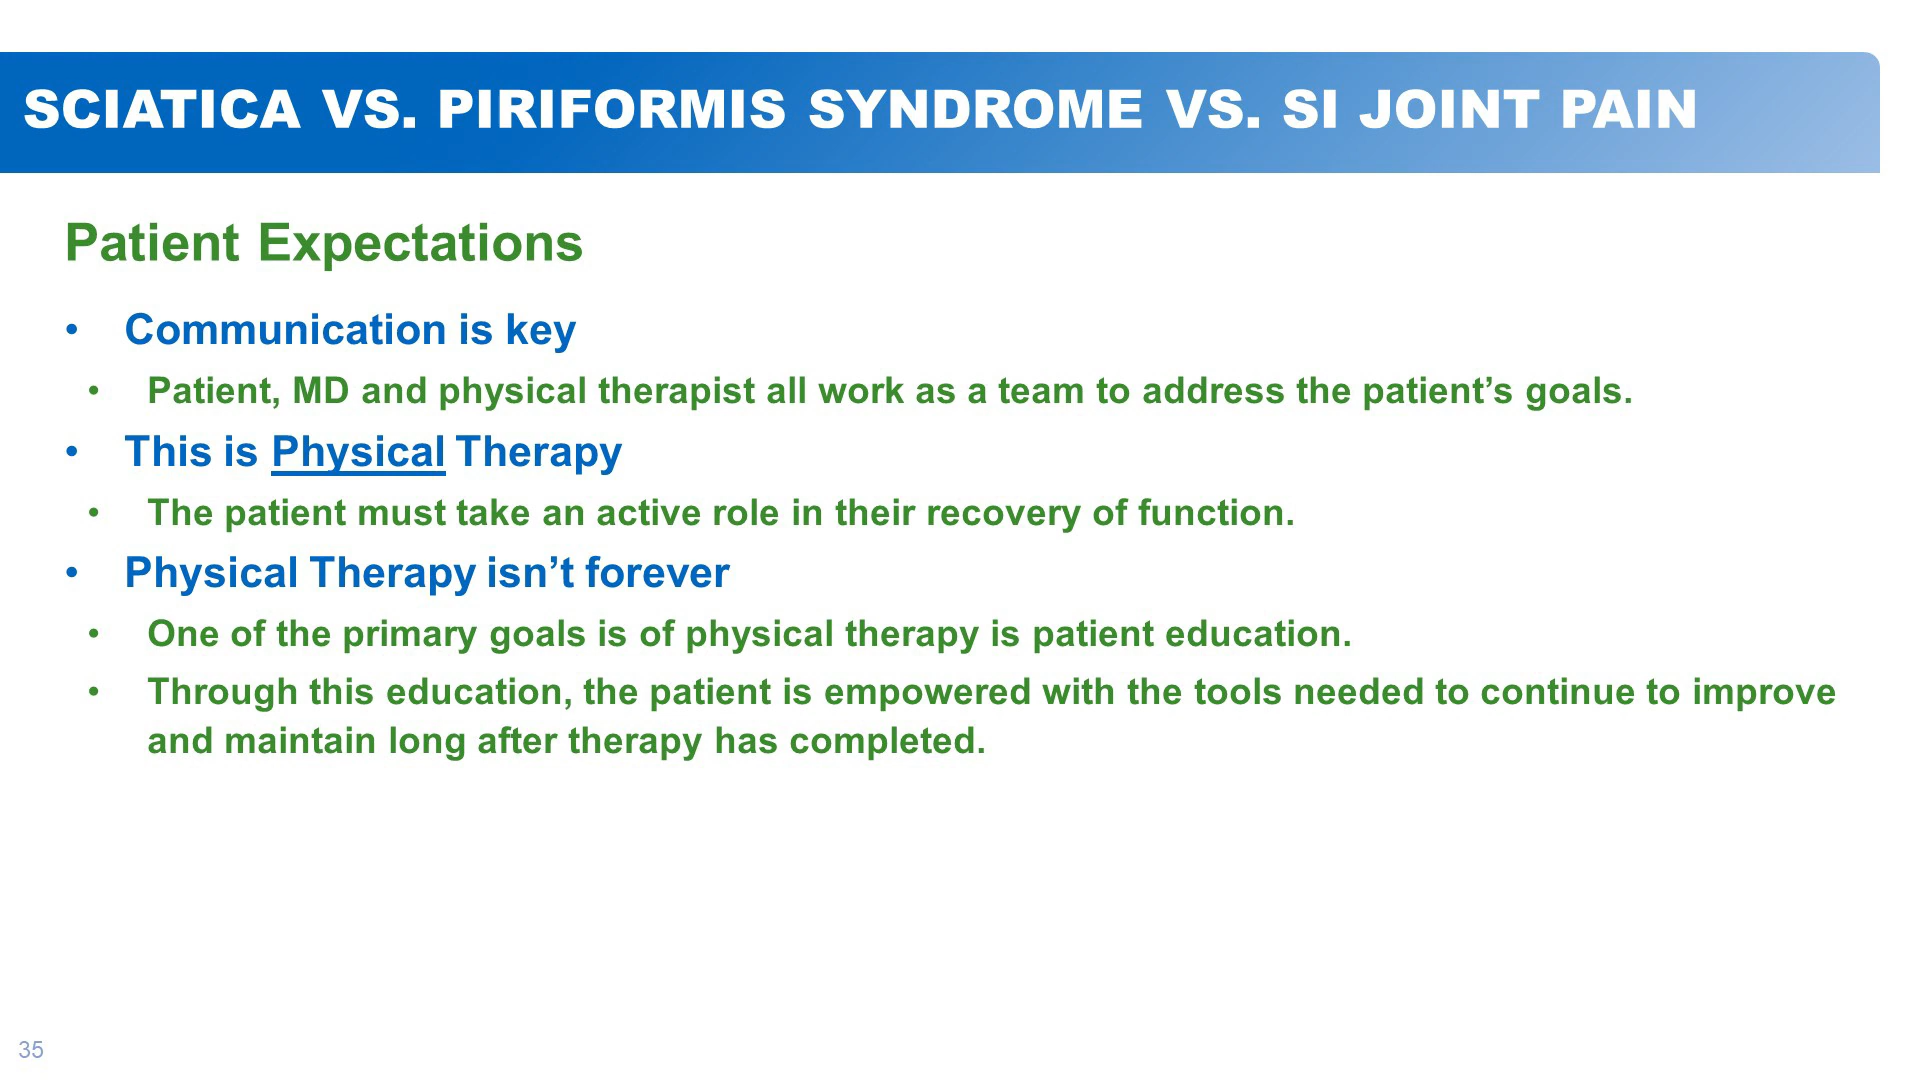 SCIATICA VS. PIRIFORMIS SYNDROME VS. SI JOINT PAIN
Patient Expectations
• Communication is key
• Patient, MD and physical therapist all work as a team to address the patient’s goals.
• This is Physical Therapy
• The patient must take an active role in their recovery of function.
• Physical Therapy isn’t forever
• One of the primary goals is of physical therapy is patient education.
• Through this education, the patient is empowered with the tools needed to continue to improve
and maintain long after therapy has completed.
35